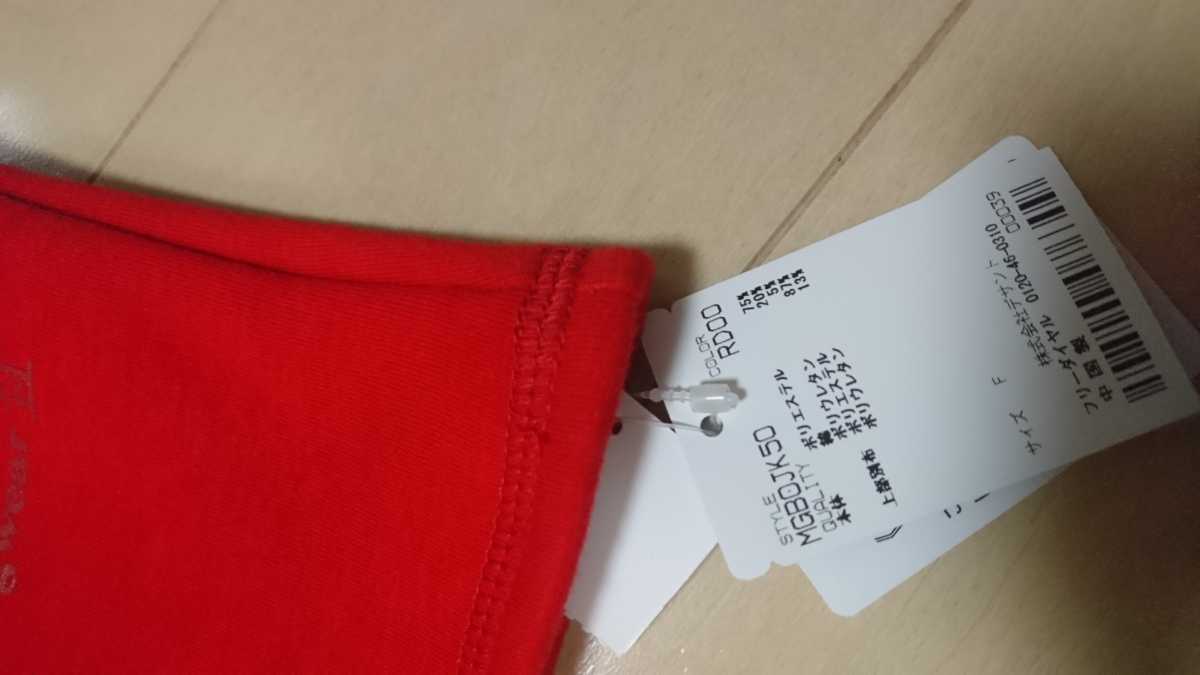 STYLE COLOR
MGB0JK50 RD000
QUALITY
本体 ポリエステル 75%
綿 20%
ポリウレタン 5%
上部別布 ポリエステル 87%
ポリウレタン 13%
サイズ F
株式会社デサント
フリーダイヤル 0120-46-0310
中国製
00039
wear